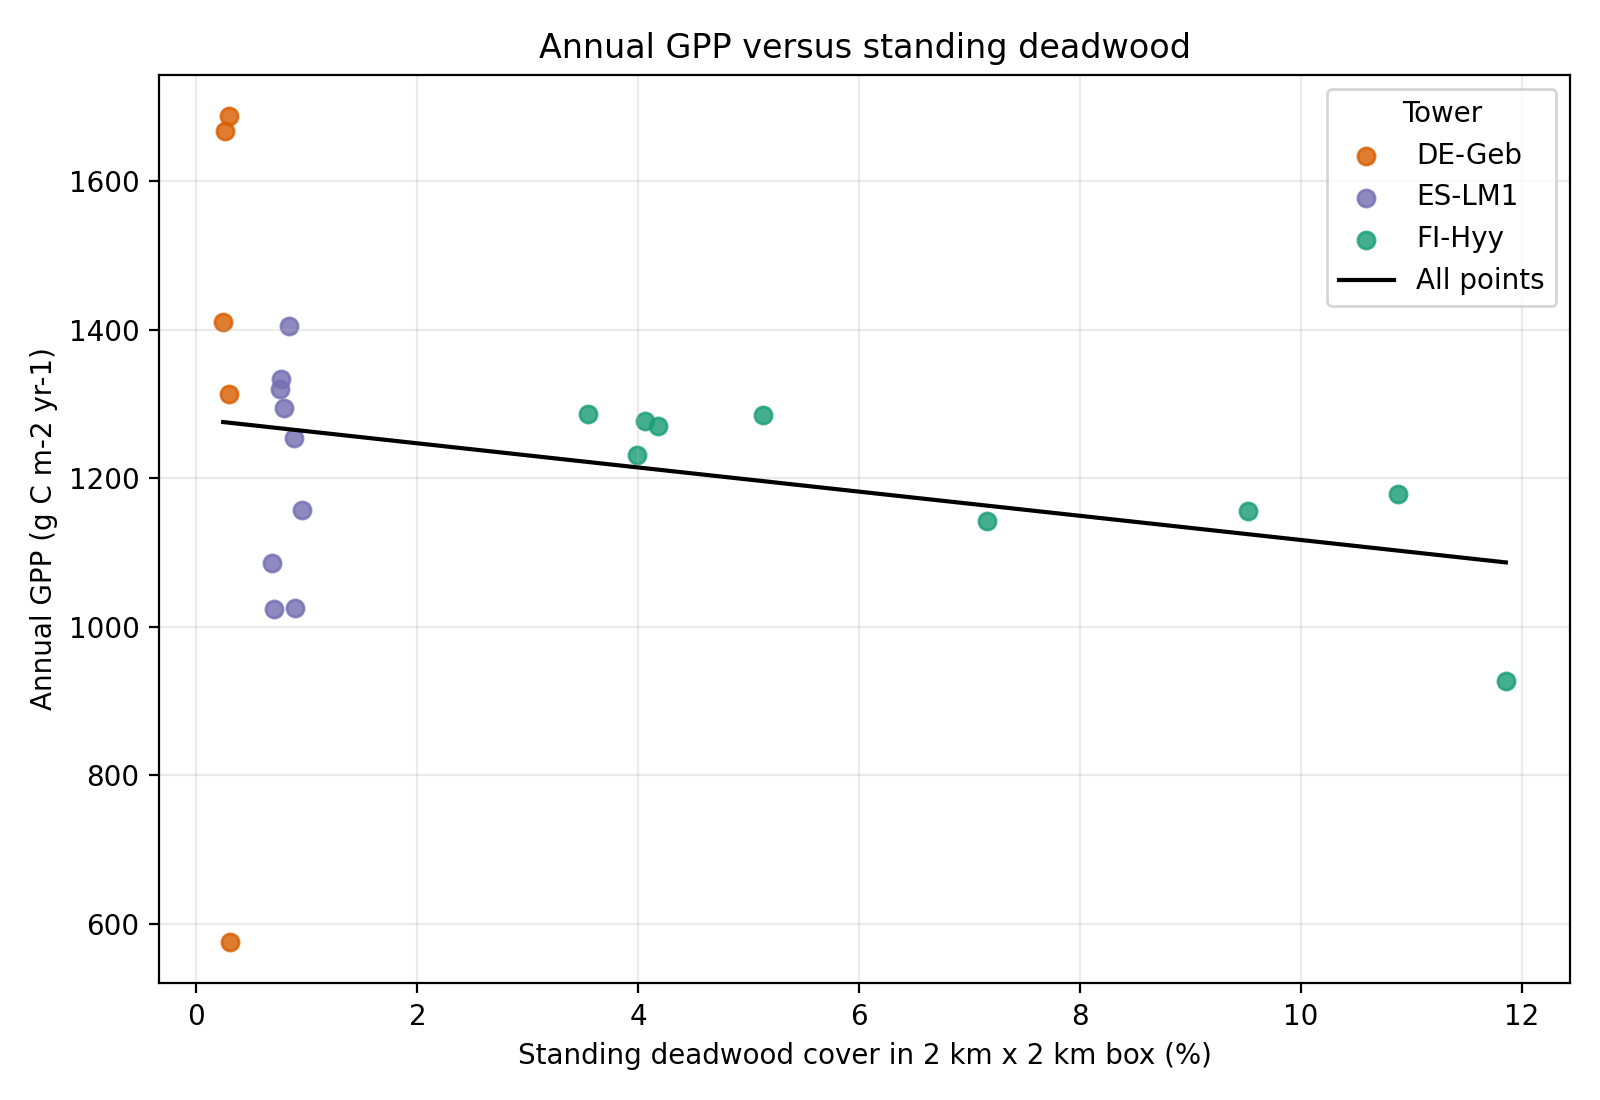 Annual GPP versus standing deadwood
Tower
DE-Geb
ES-LM1
FI-Hyy
All points
Annual GPP (g C m-2 yr-1)
1600
1400
1200
1000
800
600
0 2 4 6 8 10 12
Standing deadwood cover in 2 km x 2 km box (%)